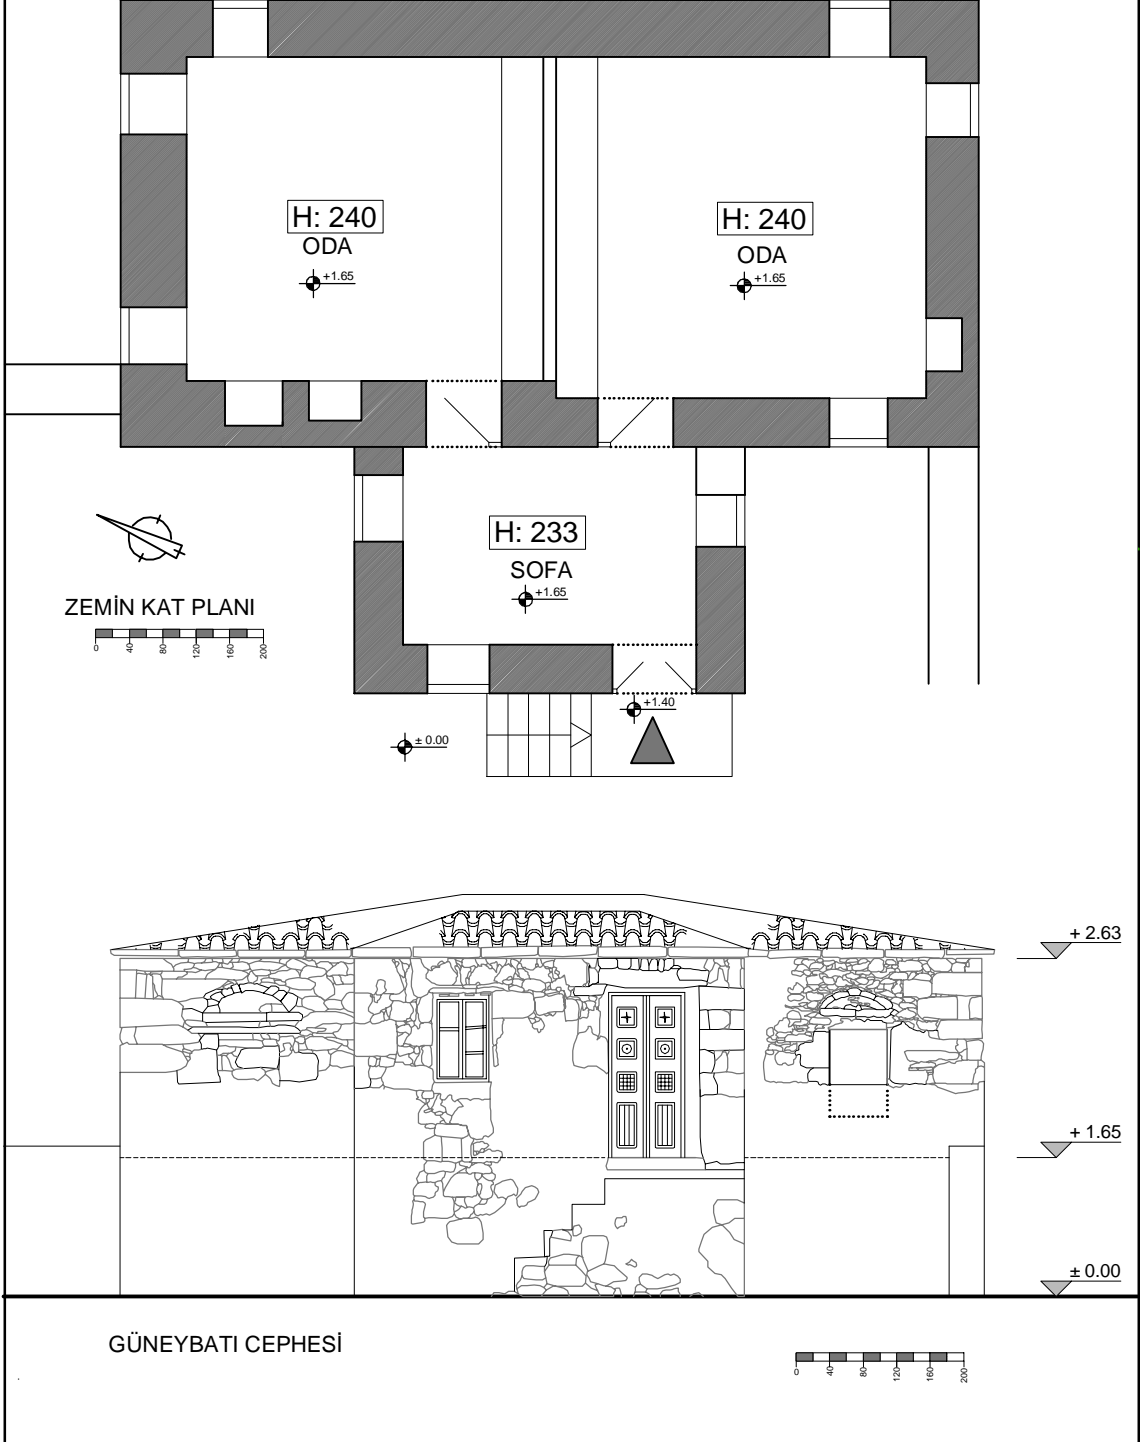 H: 240
ODA
+1.65
H: 240
ODA
+1.65
H: 233
SOFA
+1.65
ZEMİN KAT PLANI
0 40 80 120 160 200
+1.40
± 0.00
+ 2.63
+ 1.65
± 0.00
GÜNEYBATI CEPHESİ
0 40 80 120 160 200